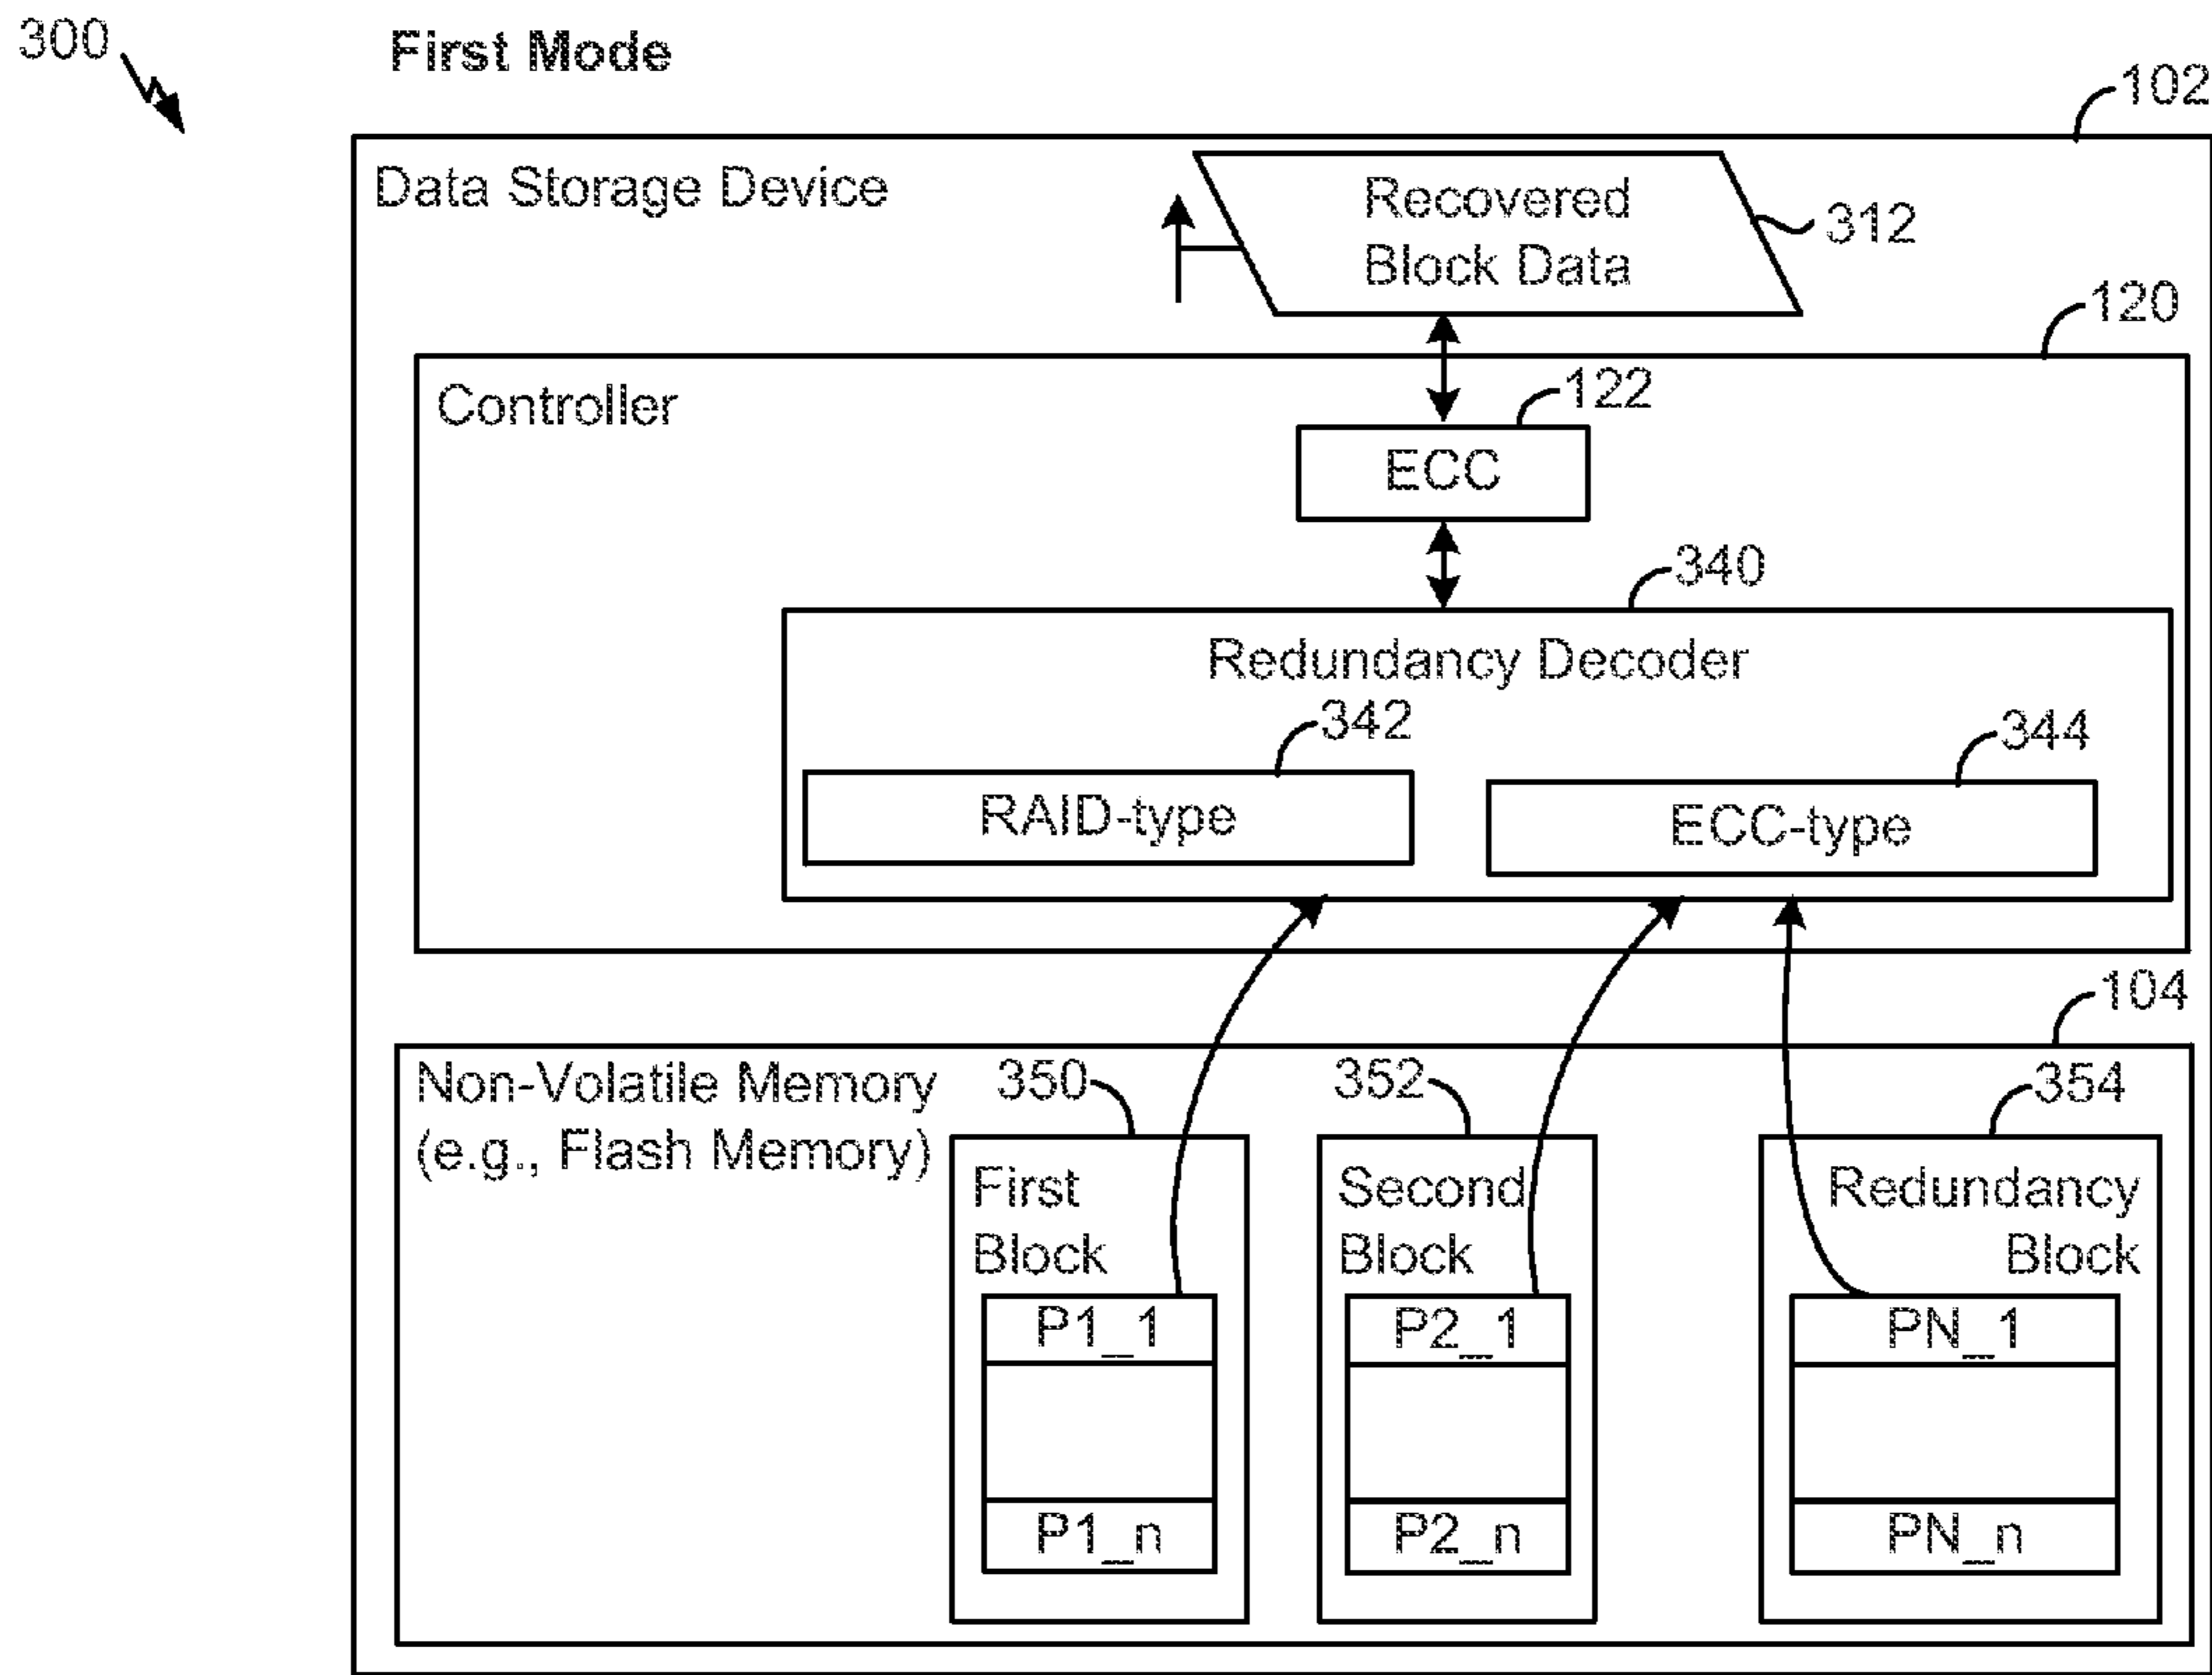 300
First Mode
102
Data Storage Device
Recovered
Block Data
312
120
Controller
122
ECC
340
Redundancy Decoder
342
344
RAID-type
ECC-type
104
Non-Volatile Memory
(e.g., Flash Memory)
350
352
354
First
Block
Second
Block
Redundancy
Block
P1_1
P2_1
PN_1
P1_n
P2_n
PN_n